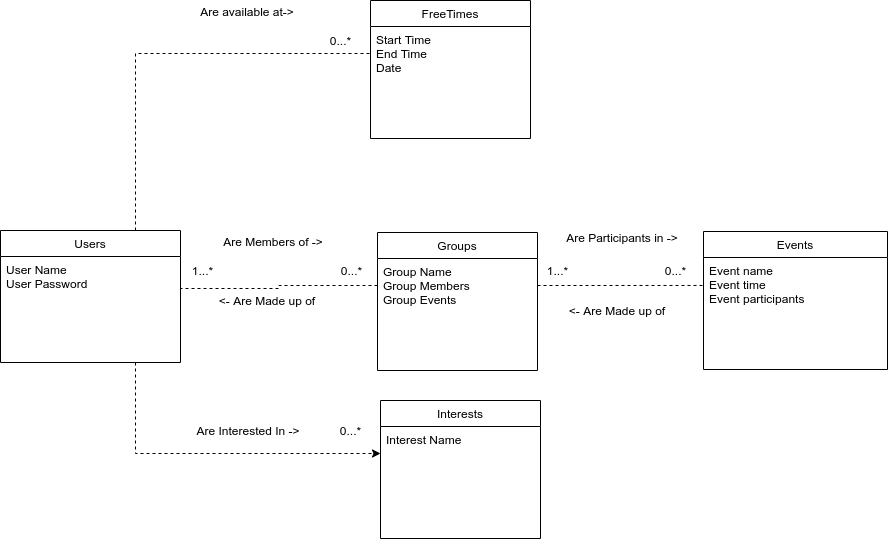 Are available at->
FreeTimes
0...*
Start Time
End Time
Date
Users
User Name
User Password
Are Members of ->
1...*
0...*
<- Are Made up of
Groups
Group Name
Group Members
Group Events
Are Participants in ->
1...*
0...*
<- Are Made up of
Events
Event name
Event time
Event participants
Are Interested In ->
0...*
Interests
Interest Name